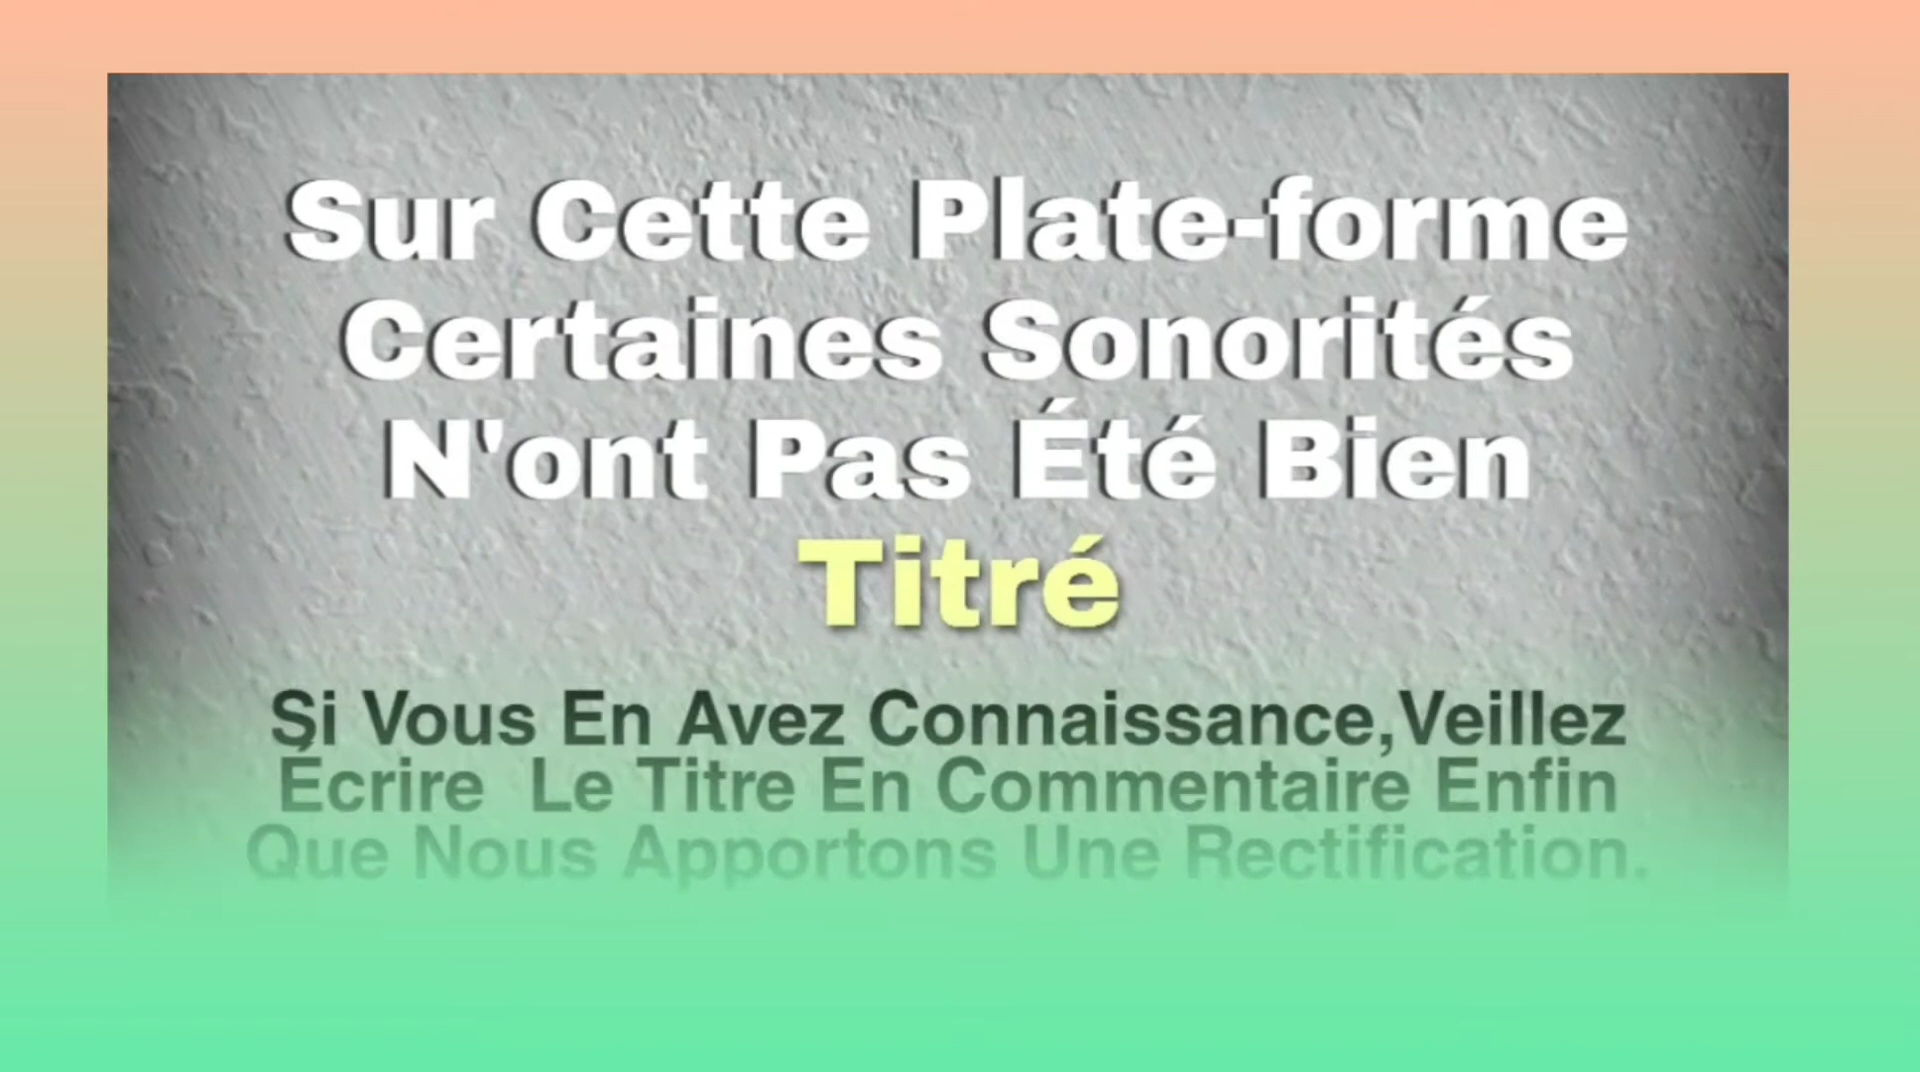 Sur Cette Plate-forme
Certaines Sonorités
N'ont Pas Été Bien
Titré
Si Vous En Avez Connaissance,Veillez
Écrire  Le Titre En Commentaire Enfin
Que Nous Apportons Une Rectification.